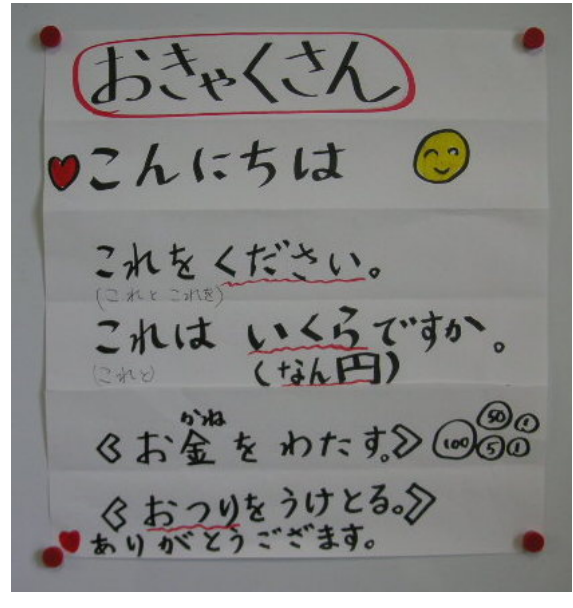 おきゃくさん
こんにちは
これをください。
(これと これを)
これは いくらですか。
(これと) (なん円)
かね
《お金をわたす。》 100 50 1 5 1
《おつりをうけとる。》
ありがとうござます。